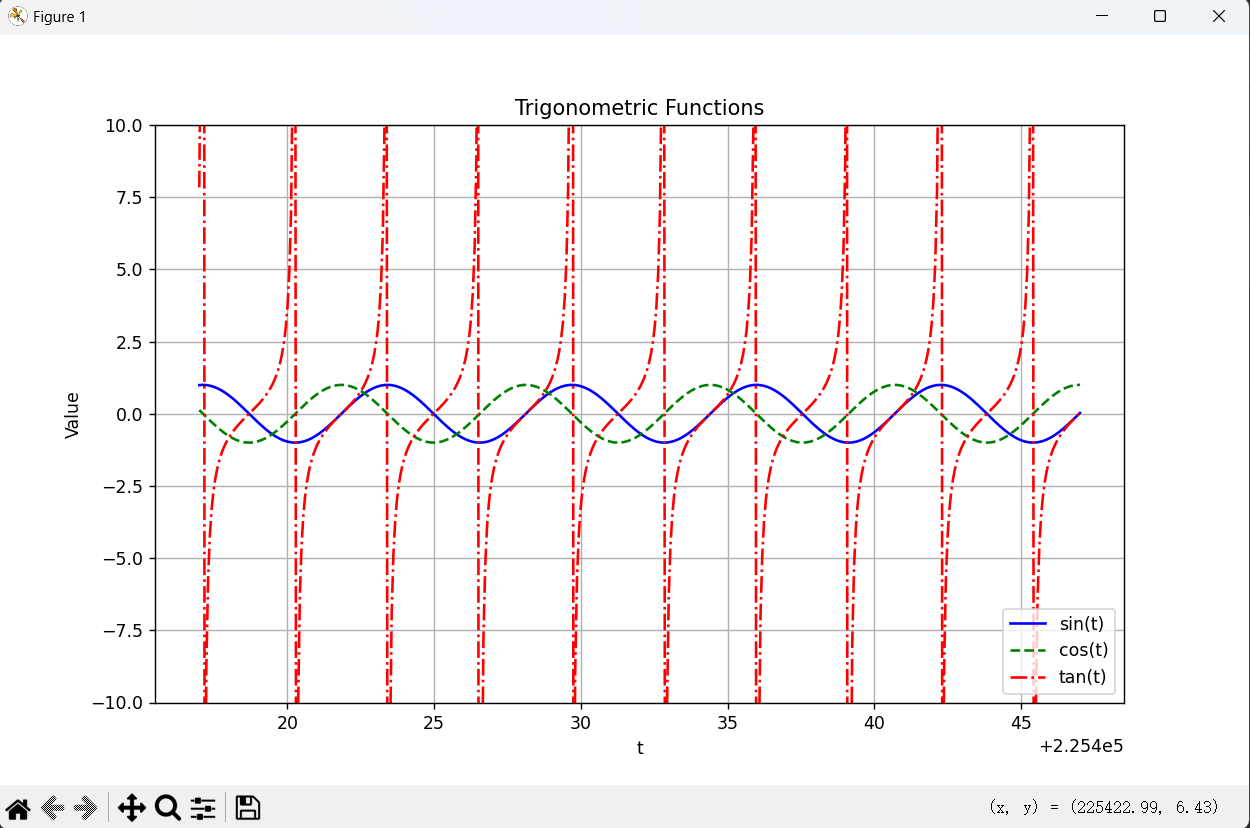 Figure 1
Trigonometric Functions
10.0
7.5
5.0
2.5
0.0
−2.5
−5.0
−7.5
−10.0
Value
20 25 30 35 40 45
t
+2.254e5
sin(t)
cos(t)
tan(t)
(x, y) = (225422.99, 6.43)